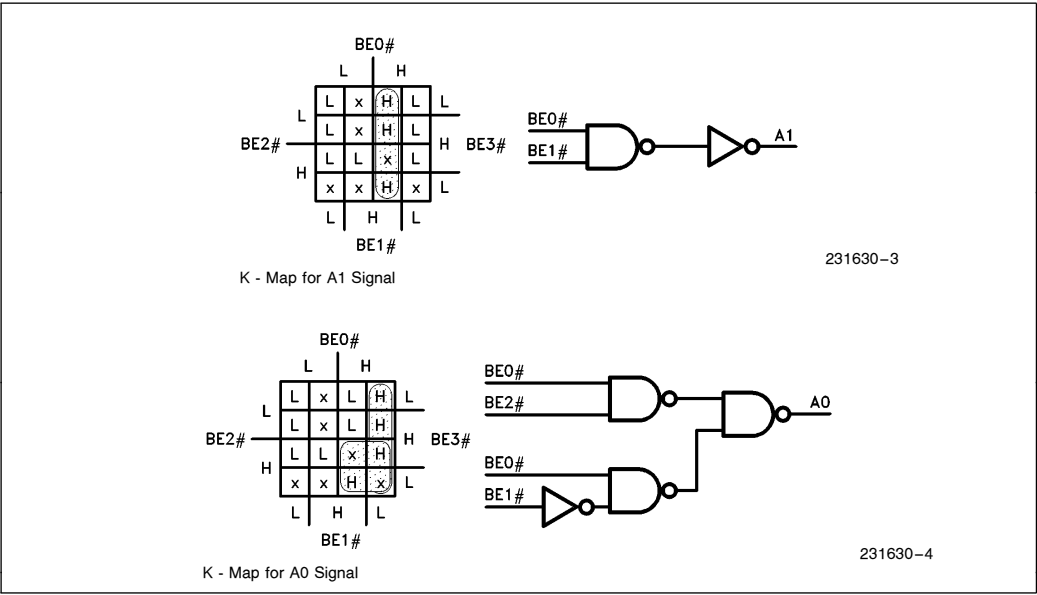 BE0#
L H
L x H L L
L
L x H L
BE2# H BE3#
L L x L
H
x x H x L
L H L
BE1#
K - Map for A1 Signal
BE0#
BE1#
A1
231630-3
BE0#
L H
L x L H L
L
L x L H
BE2# H BE3#
L L x H
H
x x H x L
L H L
BE1#
K - Map for A0 Signal
BE0#
BE2#
A0
BE0#
BE1#
231630-4